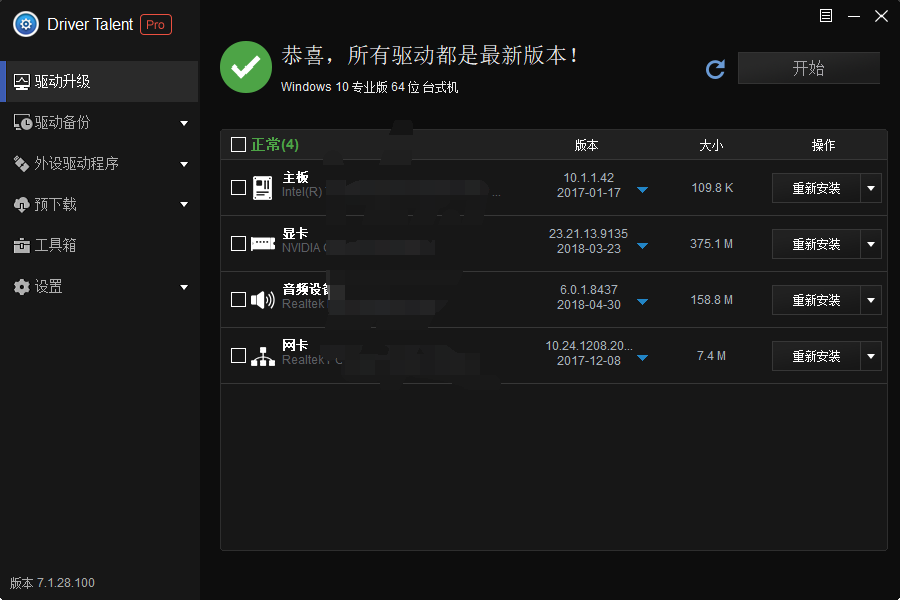 Driver Talent Pro
恭喜，所有驱动都是最新版本！
Windows 10 专业版 64 位 台式机
开始
驱动升级
驱动备份
外设驱动程序
预下载
工具箱
设置
正常(4) 版本 大小 操作
主板
Intel(R) ...
10.1.1.42
2017-01-17
109.8 K
重新安装
显卡
NVIDIA
23.21.13.9135
2018-03-23
375.1 M
重新安装
音频设备
Realtek
6.0.1.8437
2018-04-30
158.8 M
重新安装
网卡
Realtek
10.24.1208.20...
2017-12-08
7.4 M
重新安装
版本 7.1.28.100